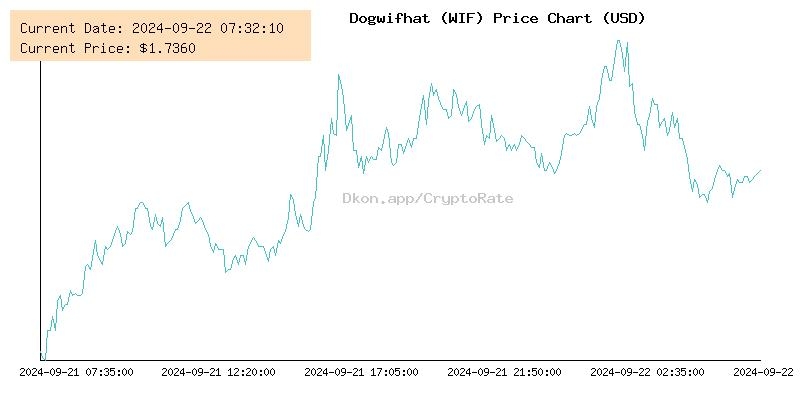 Dogwifhat (WIF) Price Chart (USD)
Current Date: 2024-09-22 07:32:10
Current Price: $1.7360
Dkon.app/CryptoRate
2024-09-21 07:35:00
2024-09-21 12:20:00
2024-09-21 17:05:00
2024-09-21 21:50:00
2024-09-22 02:35:00
2024-09-22